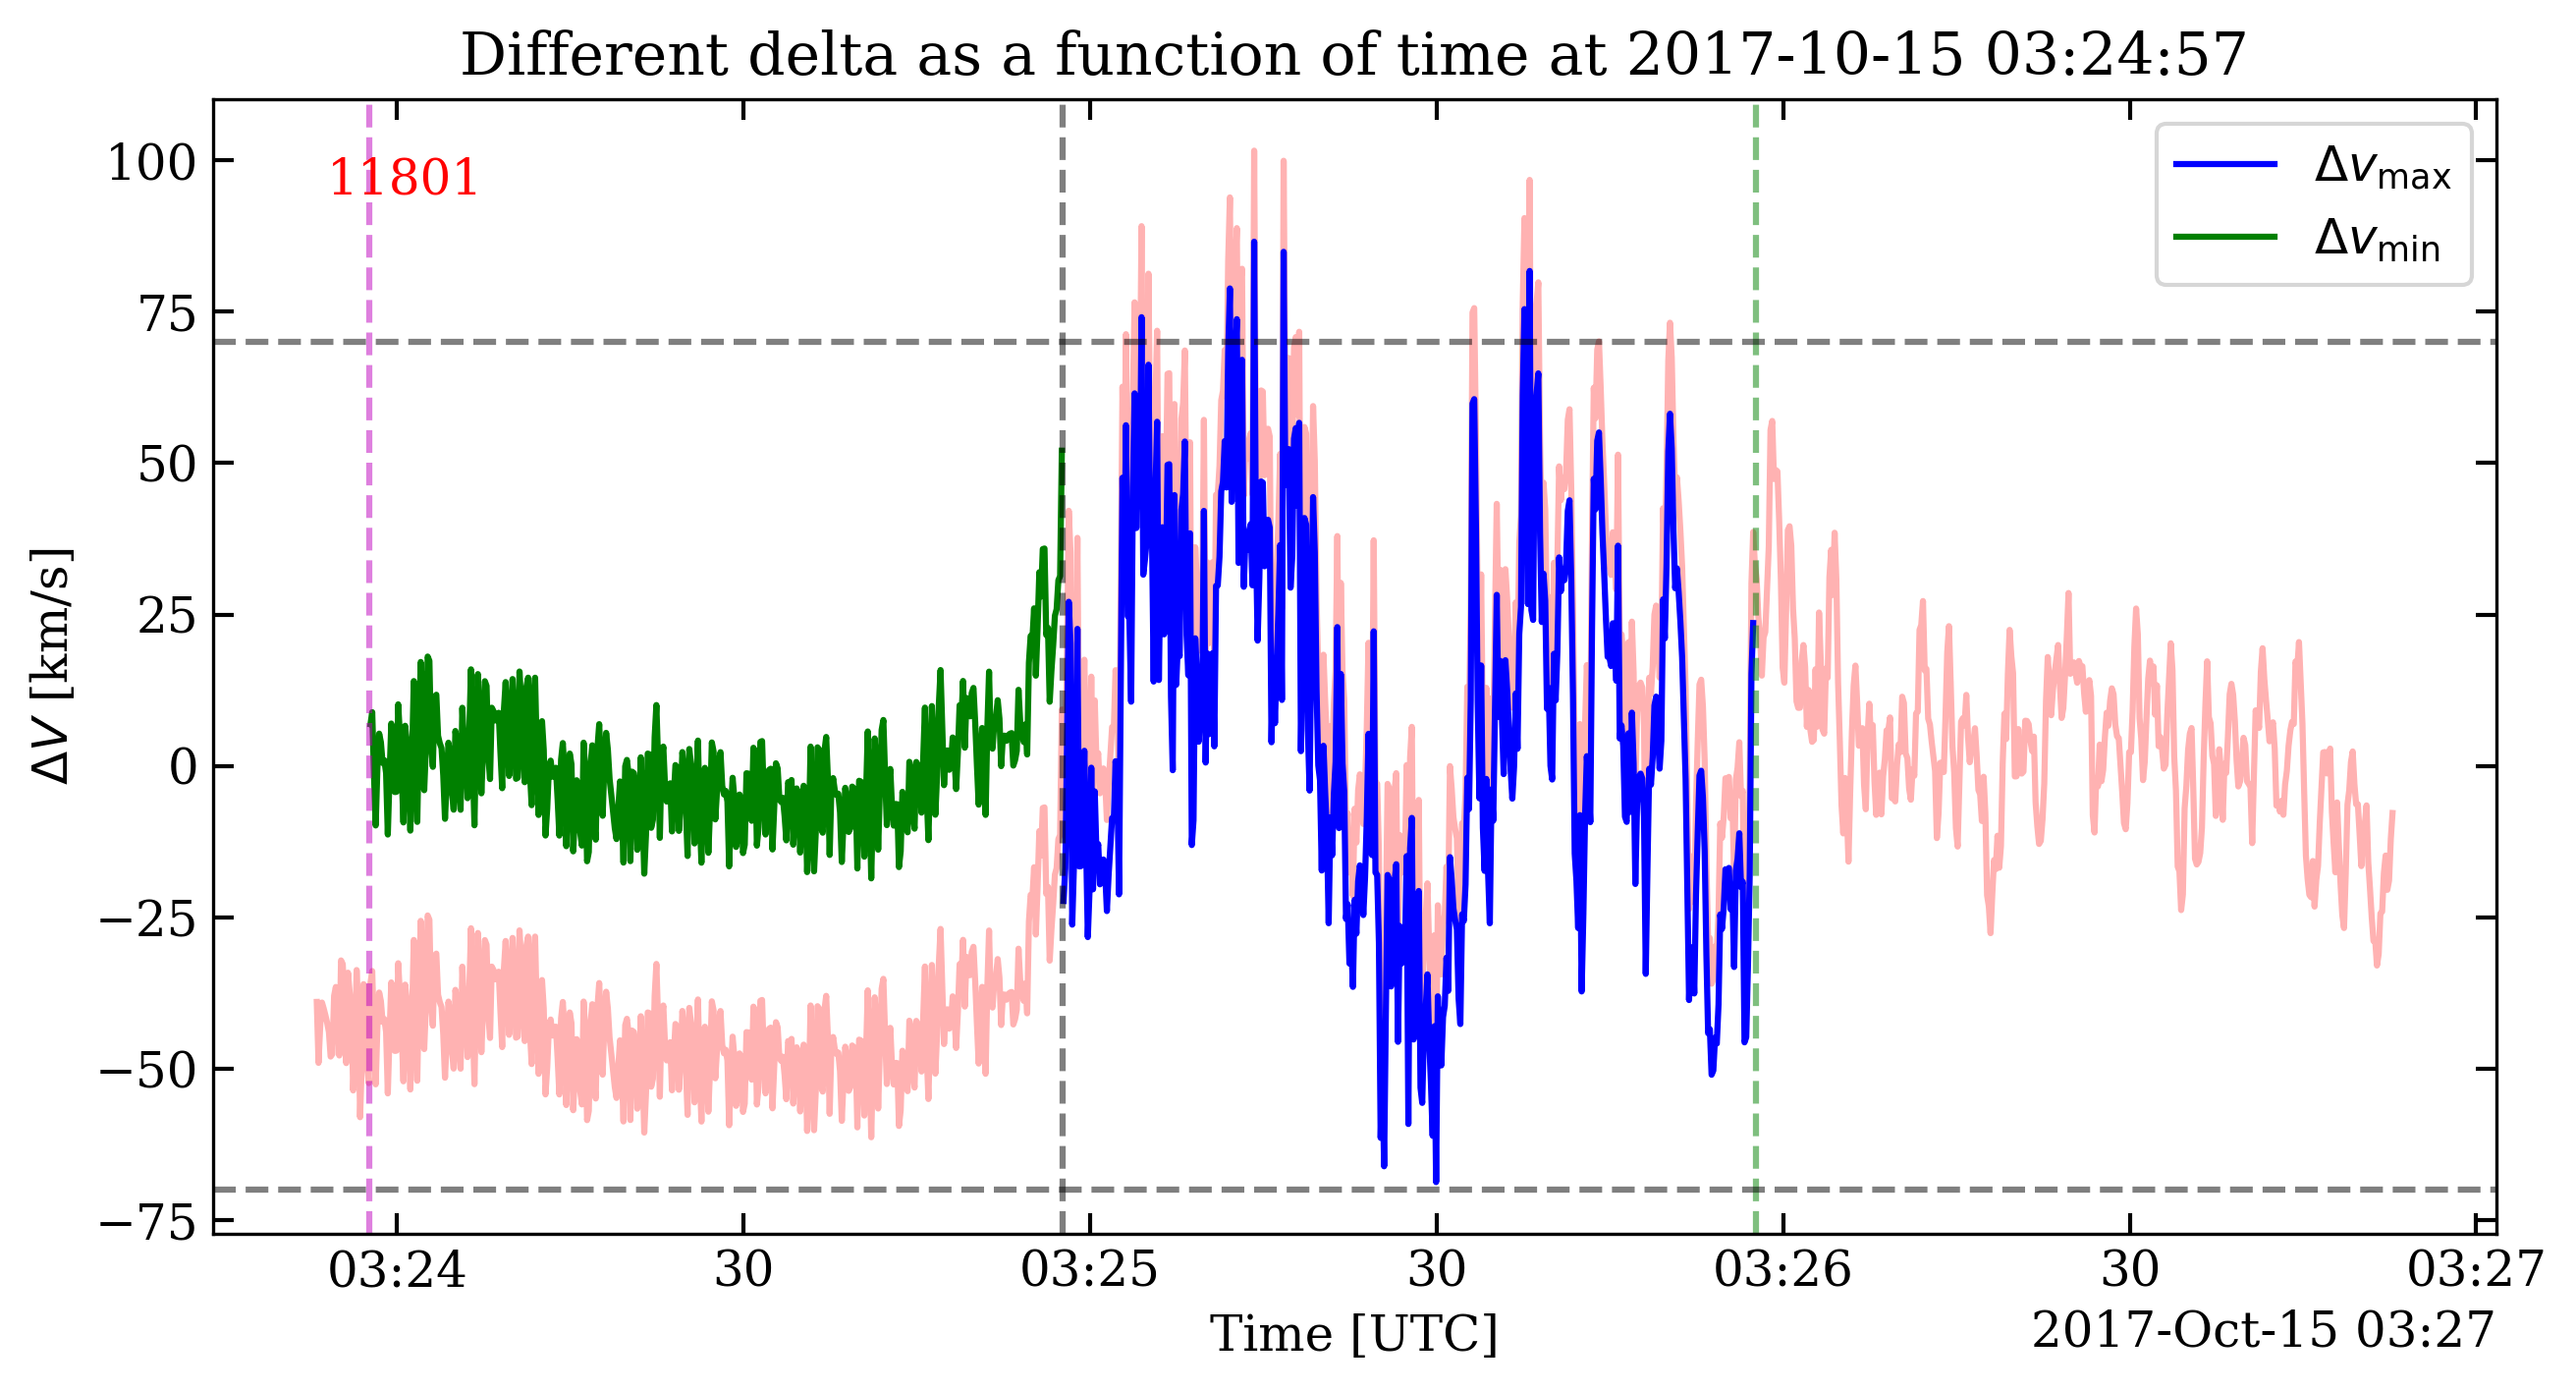 Different delta as a function of time at 2017-10-15 03:24:57
11801
Δv_max
Δv_min
100
75
50
25
0
−25
−50
−75
ΔV [km/s]
03:24 30 03:25 30 03:26 30 03:27
Time [UTC]
2017-Oct-15 03:27